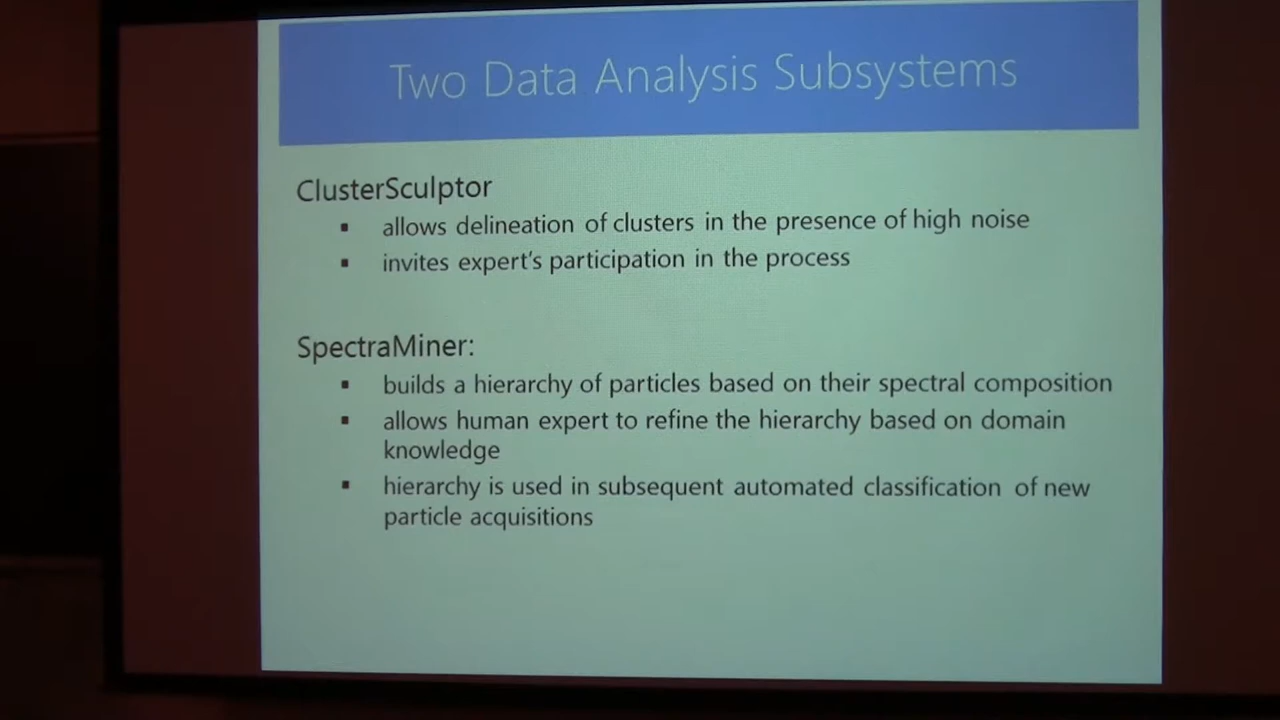 Two Data Analysis Subsystems
ClusterSculptor
▪ allows delineation of clusters in the presence of high noise
▪ invites expert's participation in the process
SpectraMiner:
▪ builds a hierarchy of particles based on their spectral composition
▪ allows human expert to refine the hierarchy based on domain
knowledge
▪ hierarchy is used in subsequent automated classification of new
particle acquisitions